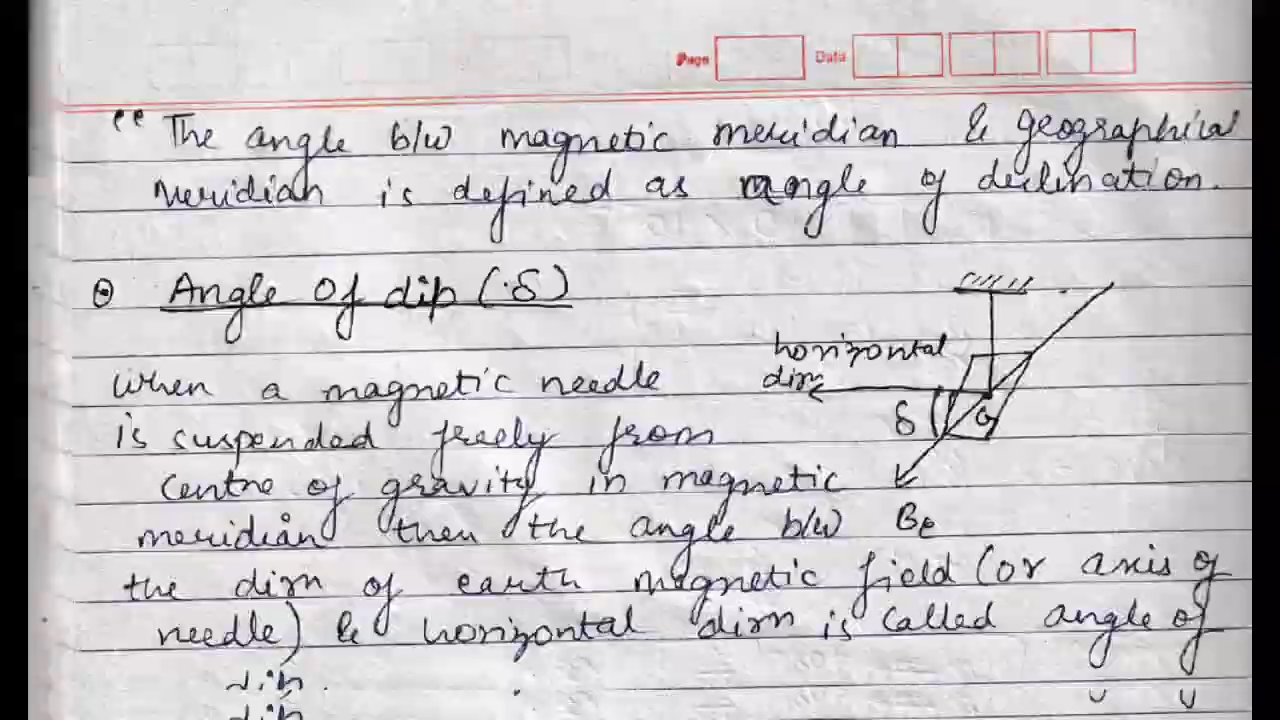 Page Data
"The angle b/w magnetic meridian & geographical
meridian is defined as angle of declination.
Angle Of dip (δ)
horizontal
dirn
when a magnetic needle
δ G
is suspended freely from
centre of gravity in magnetic
meridian then the angle b/w Be
the dirn of earth magnetic field (or axis of
needle) & horizontal dirn is called angle of
dip.